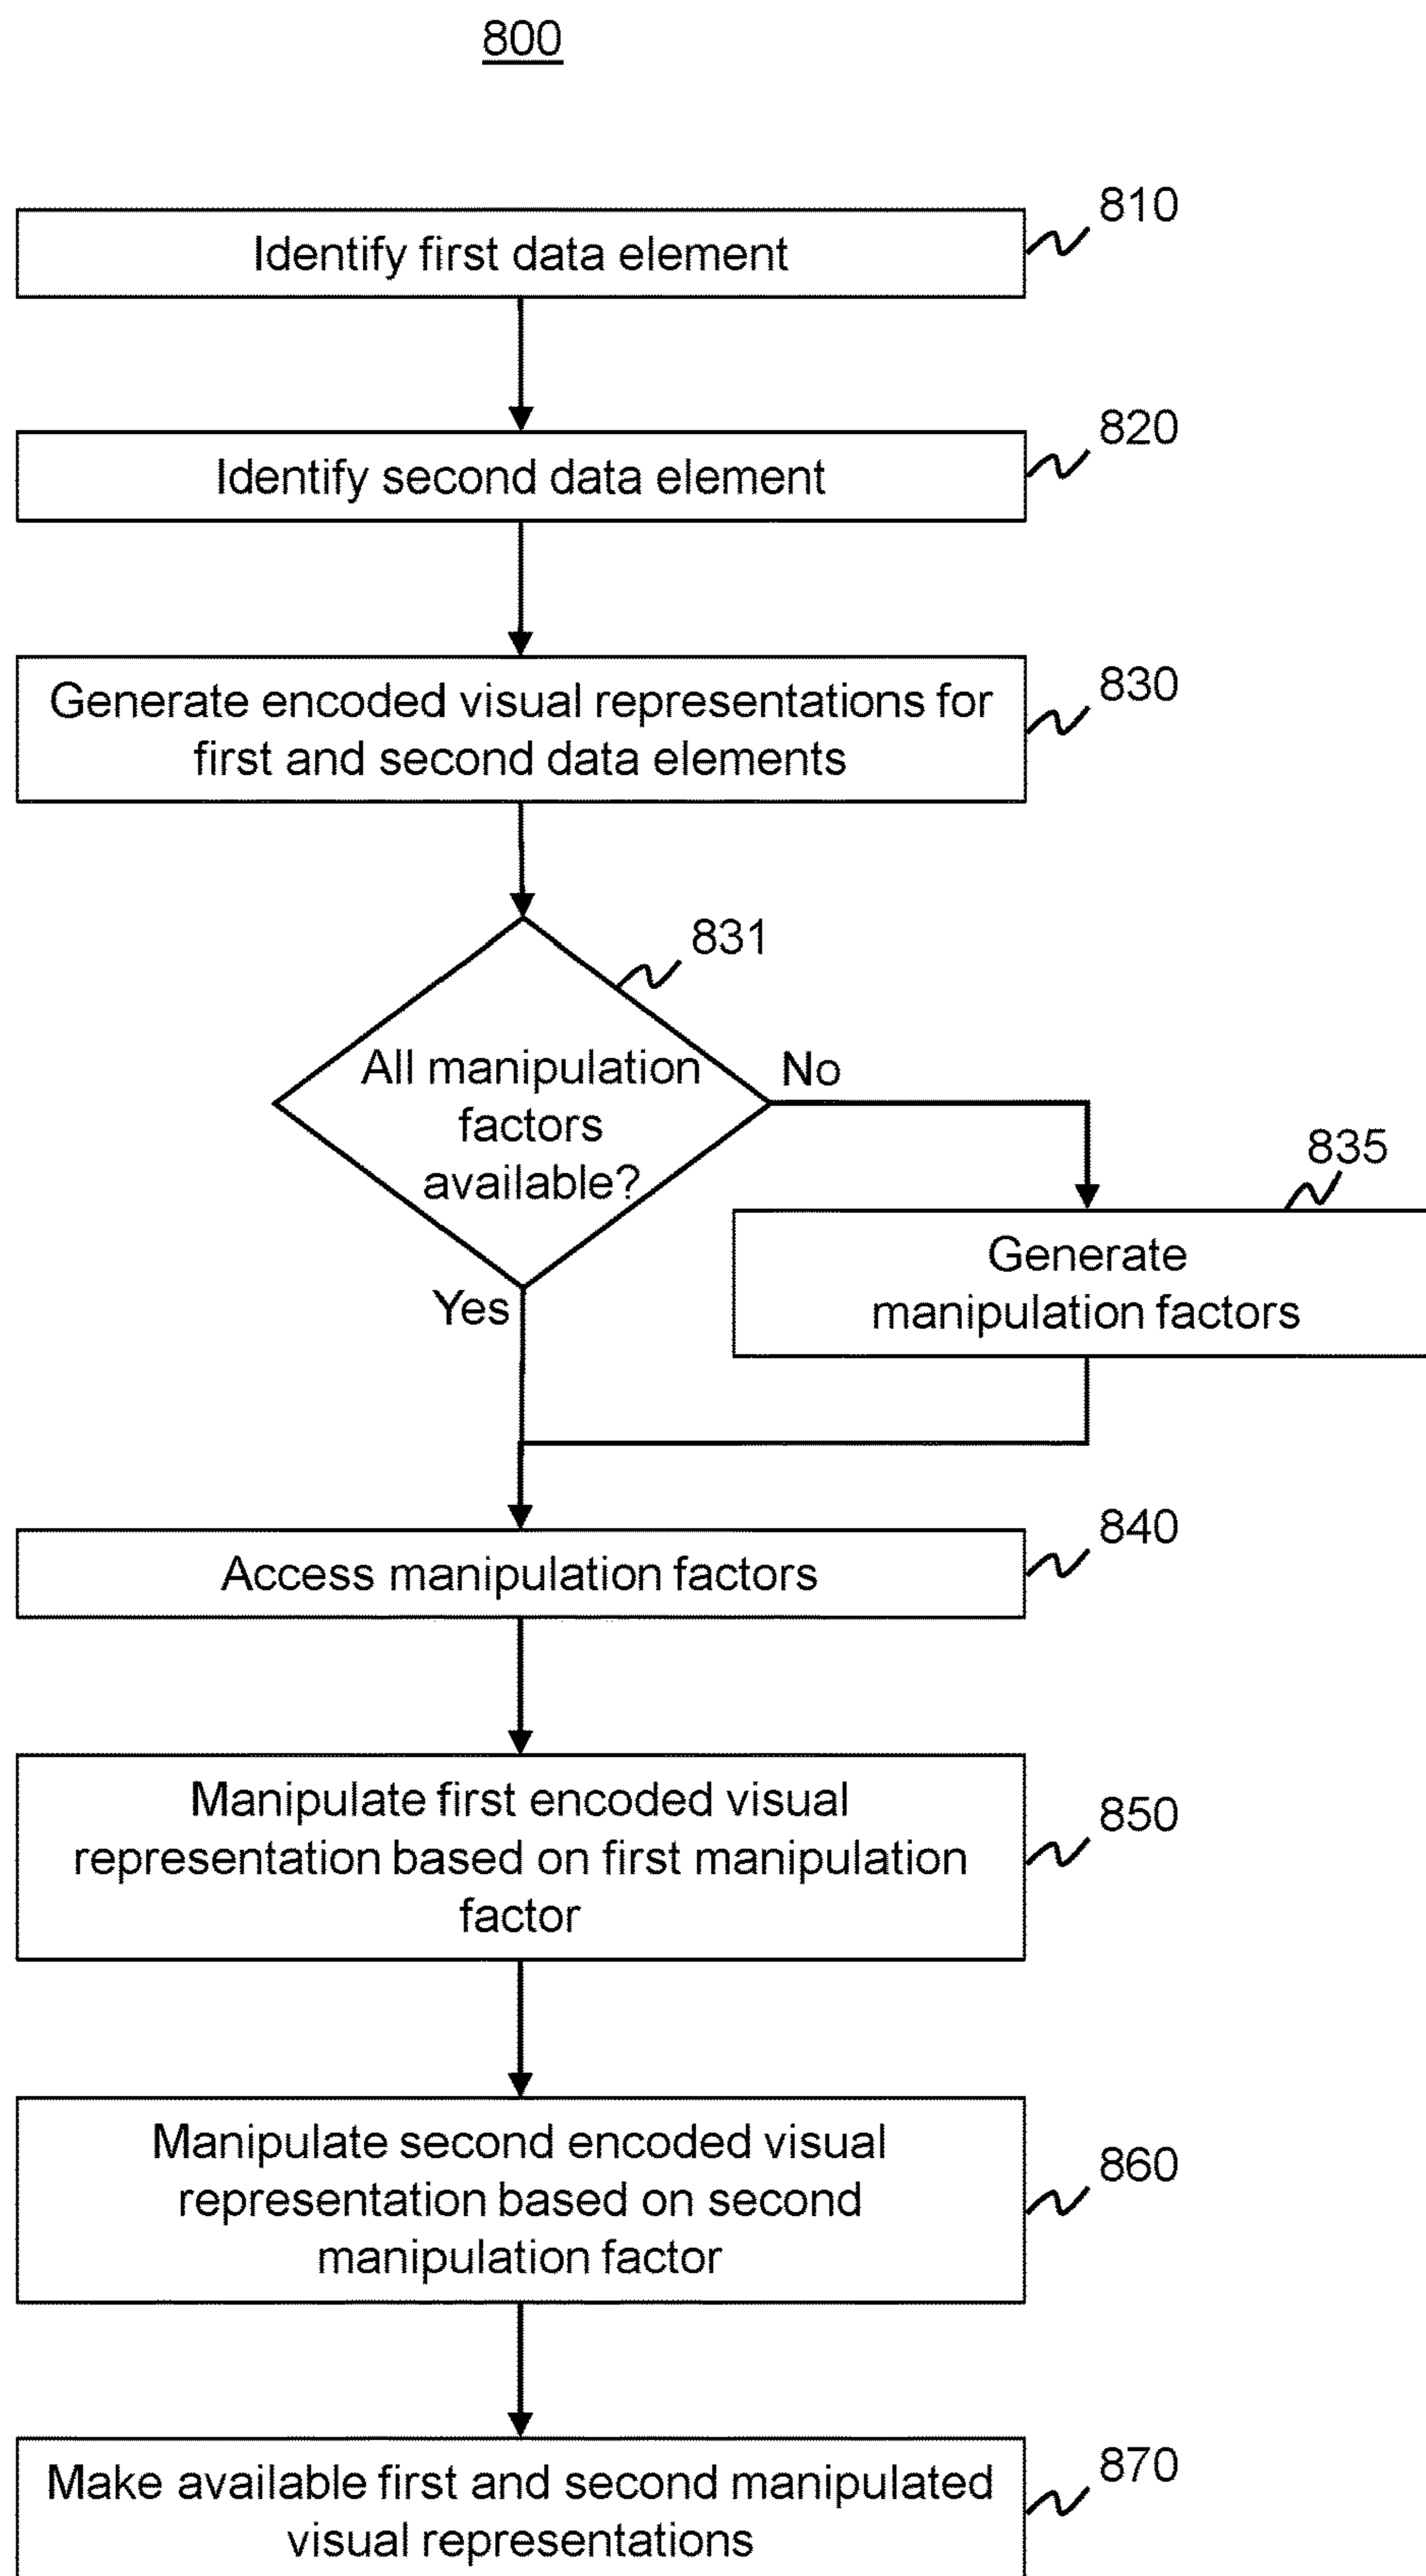 800
810
Identify first data element
820
Identify second data element
830
Generate encoded visual representations for
first and second data elements
831
All manipulation
factors
available?
No
Yes
835
Generate
manipulation factors
840
Access manipulation factors
850
Manipulate first encoded visual
representation based on first manipulation
factor
860
Manipulate second encoded visual
representation based on second
manipulation factor
870
Make available first and second manipulated
visual representations